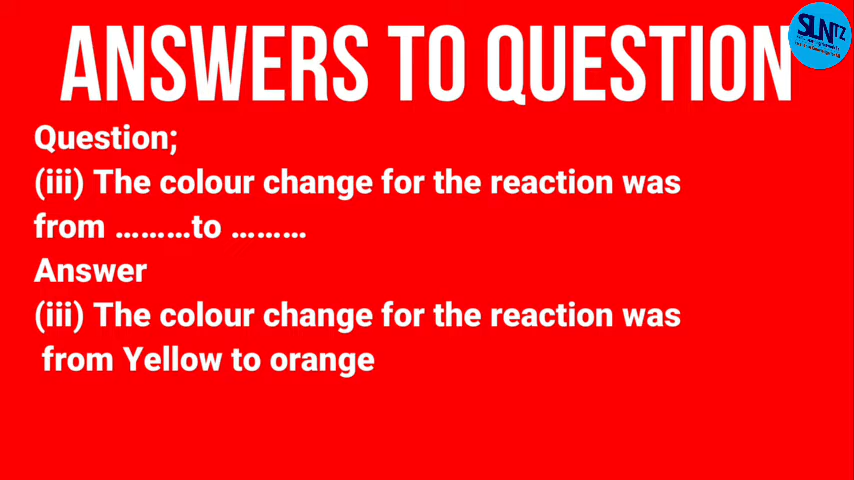 ANSWERS TO QUESTION
SLNTZ
Question;
(iii) The colour change for the reaction was
from .........to .........
Answer
(iii) The colour change for the reaction was
from Yellow to orange